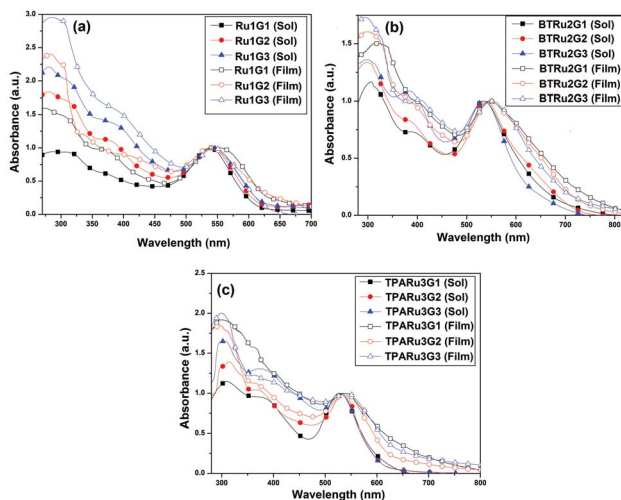 (a)
Ru1G1 (Sol)
Ru1G2 (Sol)
Ru1G3 (Sol)
Ru1G1 (Film)
Ru1G2 (Film)
Ru1G3 (Film)
Absorbance (a.u.)
3.0
2.5
2.0
1.5
1.0
0.5
0.0
300 350 400 450 500 550 600 650 700
Wavelength (nm)
(b)
BTRu2G1 (Sol)
BTRu2G2 (Sol)
BTRu2G3 (Sol)
BTRu2G1 (Film)
BTRu2G2 (Film)
BTRu2G3 (Film)
Absorbance (a.u.)
1.5
1.0
0.5
0.0
300 400 500 600 700 800
Wavelength (nm)
(c)
TPARu3G1 (Sol)
TPARu3G2 (Sol)
TPARu3G3 (Sol)
TPARu3G1 (Film)
TPARu3G2 (Film)
TPARu3G3 (Film)
Absorbance (a.u.)
2.5
2.0
1.5
1.0
0.5
0.0
300 400 500 600 700 800
Wavelength (nm)